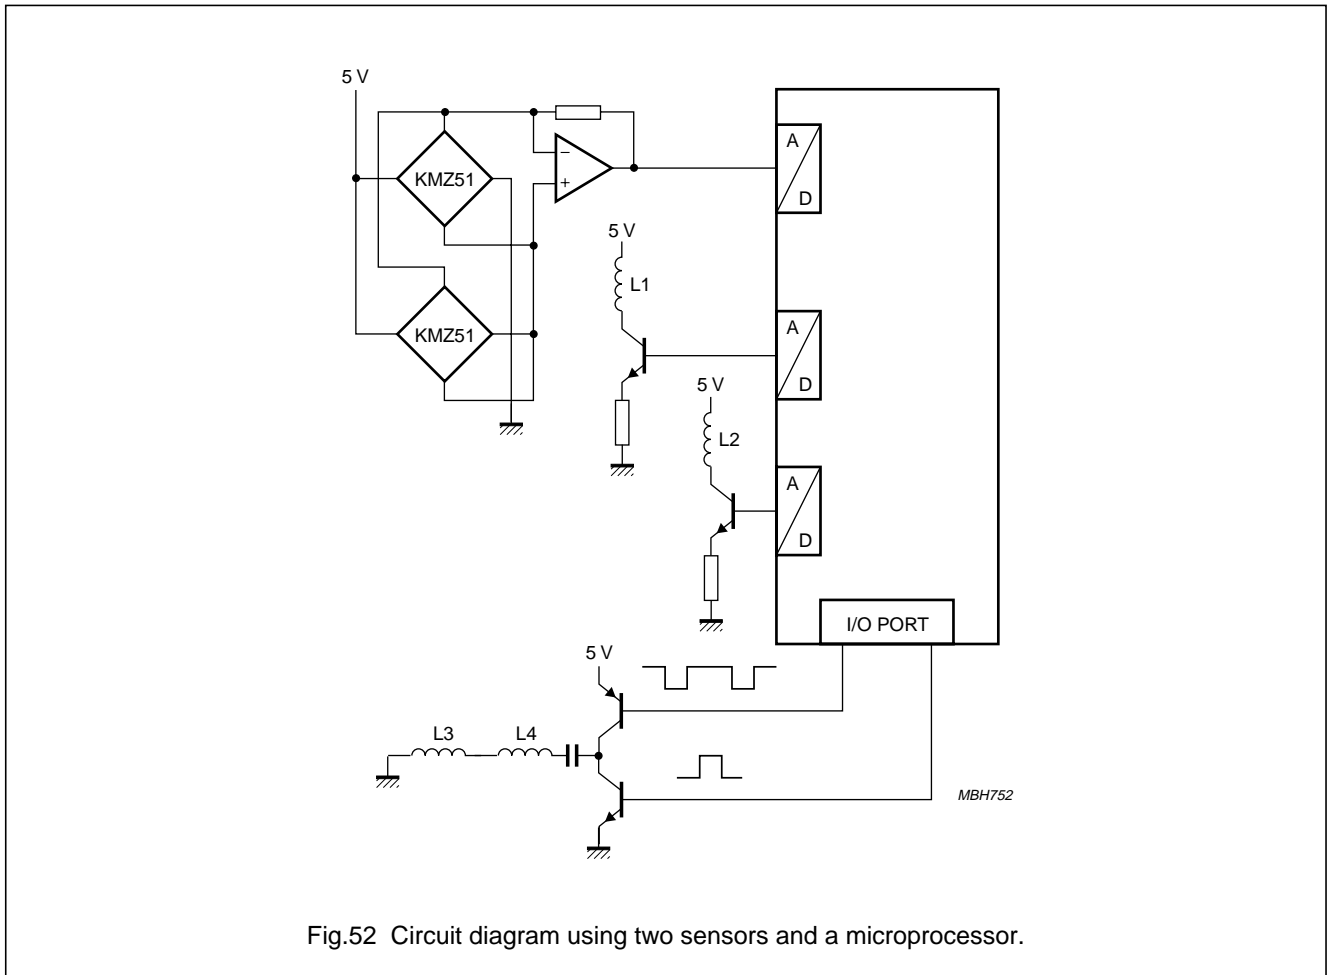 5 V
KMZ51
−
+
A
D
5 V
L1
KMZ51
A
D
5 V
L2
A
D
I/O PORT
5 V
L3
L4
MBH752
Fig.52 Circuit diagram using two sensors and a microprocessor.